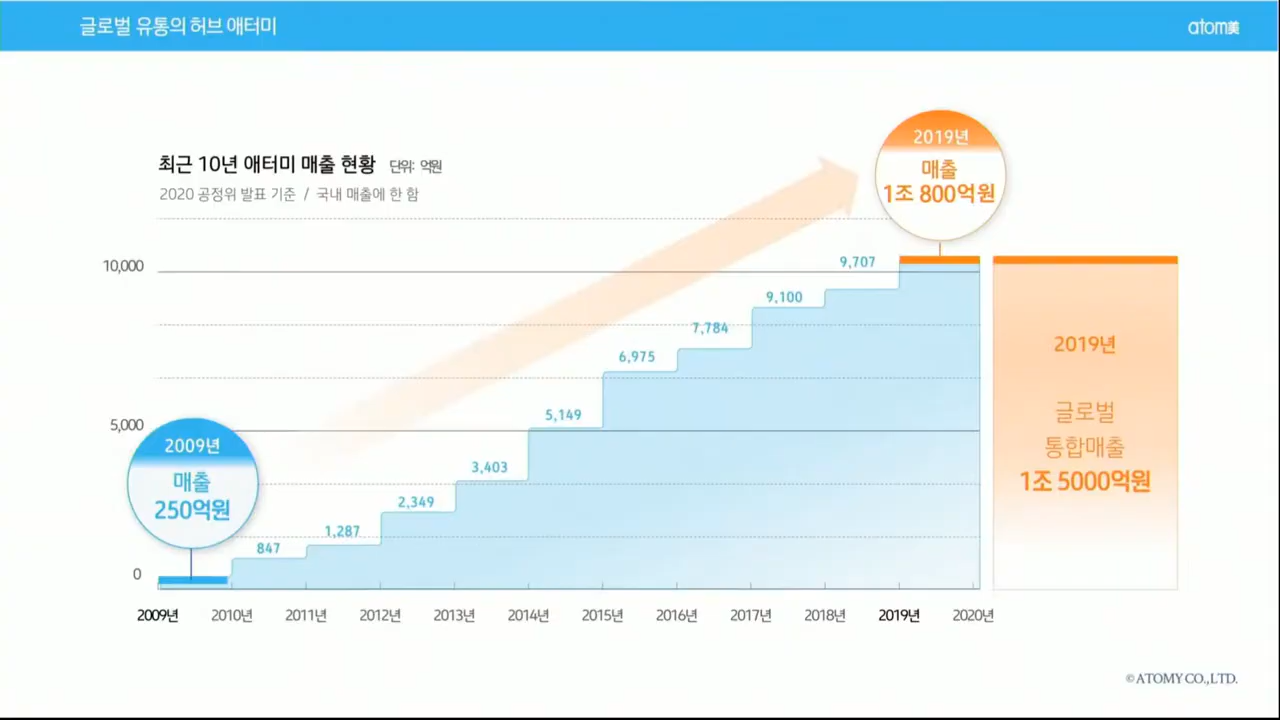 글로벌 유통의 허브 애터미
atom美
최근 10년 애터미 매출 현황 단위: 억원
2020 공정위 발표 기준 / 국내 매출에 한 함
2019년
매출
1조 800억원
10,000
5,000
0
2009년
매출
250억원
847
1,287
2,349
3,403
5,149
6,975
7,784
9,100
9,707
2019년
글로벌
통합매출
1조 5000억원
2009년 2010년 2011년 2012년 2013년 2014년 2015년 2016년 2017년 2018년 2019년 2020년
© ATOMY CO.,LTD.